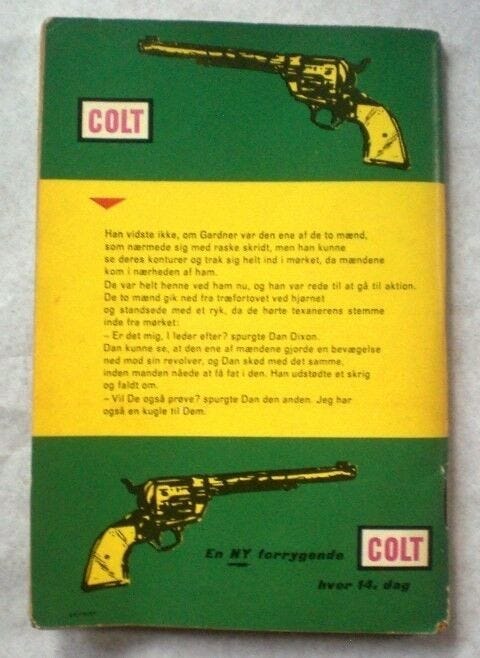 COLT
Han vidste ikke, om Gardner var den ene af de to mænd,
som nærmede sig med raske skridt, men han kunne
se deres konturer og trak sig helt ind i mørket, da mændene
kom i nærheden af ham.
De var helt henne ved ham nu, og han var rede til at gå til aktion.
De to mænd gik ned fra træfortovet ved hjørnet
og standsede med et ryk, da de hørte texanerens stemme
inde fra mørket:
– Er det mig, I leder efter? spurgte Dan Dixon.
Dan kunne se, at den ene af mændene gjorde en bevægelse
ned mod sin revolver, og Dan skød med det samme,
inden manden nåede at få fat i den. Han udstødte et skrig
og faldt om.
– Vil De også prøve? spurgte Dan den anden. Jeg har
også en kugle til Dem.
En NY forrygende COLT
hver 14. dag